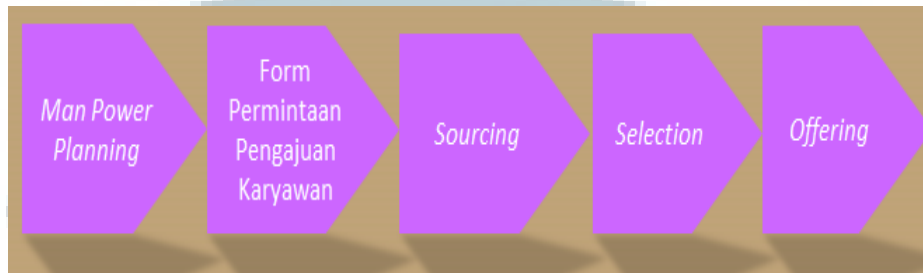 Man Power
Planning
Form
Permintaan
Pengajuan
Karyawan
Sourcing
Selection
Offering